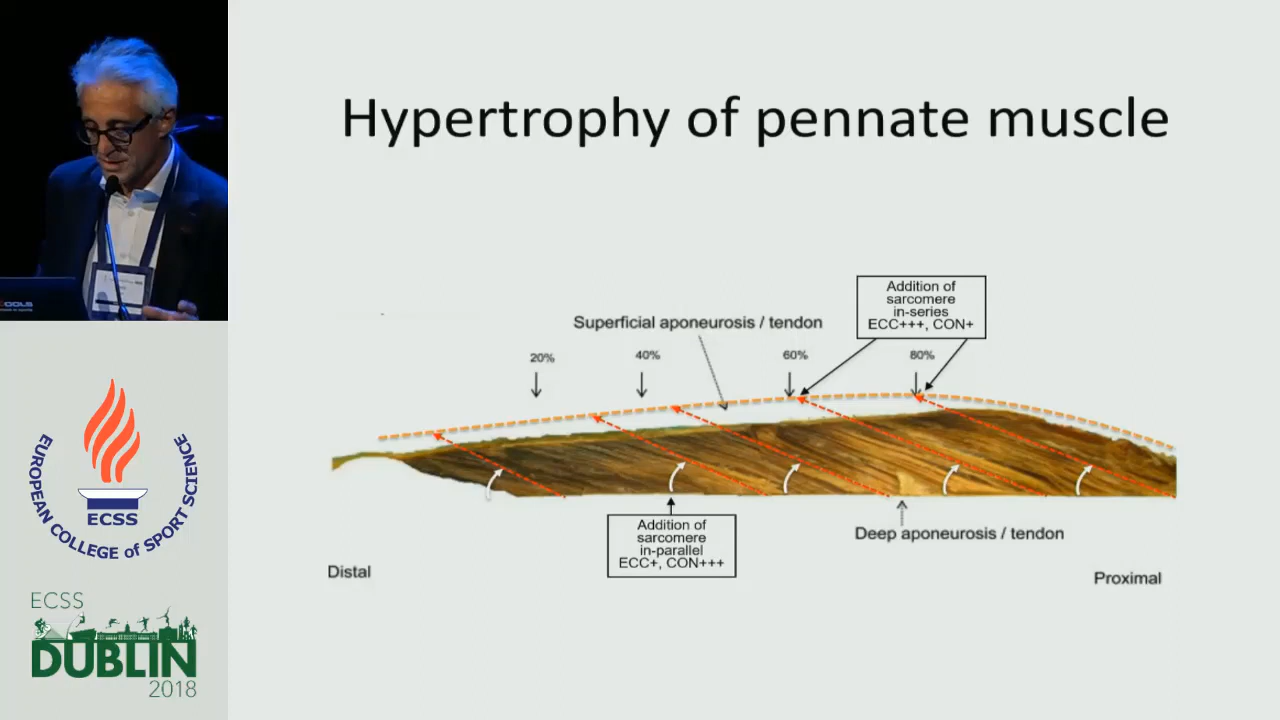 Hypertrophy of pennate muscle
Addition of
sarcomere
in-series
ECC+++, CON+
Superficial aponeurosis / tendon
20%
40%
60%
80%
Addition of
sarcomere
in-parallel
ECC+, CON+++
Deep aponeurosis / tendon
Distal
Proximal
EUROPEAN COLLEGE of SPORT SCIENCE
ECSS
ECSS
DUBLIN
2018